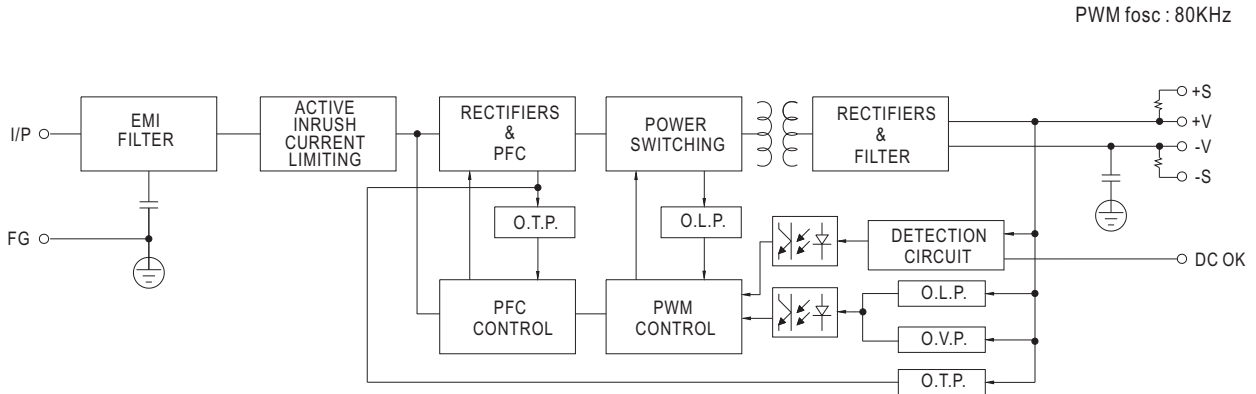 PWM fosc : 80KHz
I/P
EMI
FILTER
ACTIVE
INRUSH
CURRENT
LIMITING
RECTIFIERS
&
PFC
POWER
SWITCHING
RECTIFIERS
&
FILTER
+S
+V
-V
-S
FG
O.T.P.
O.L.P.
DETECTION
CIRCUIT
DC OK
PFC
CONTROL
PWM
CONTROL
O.L.P.
O.V.P.
O.T.P.